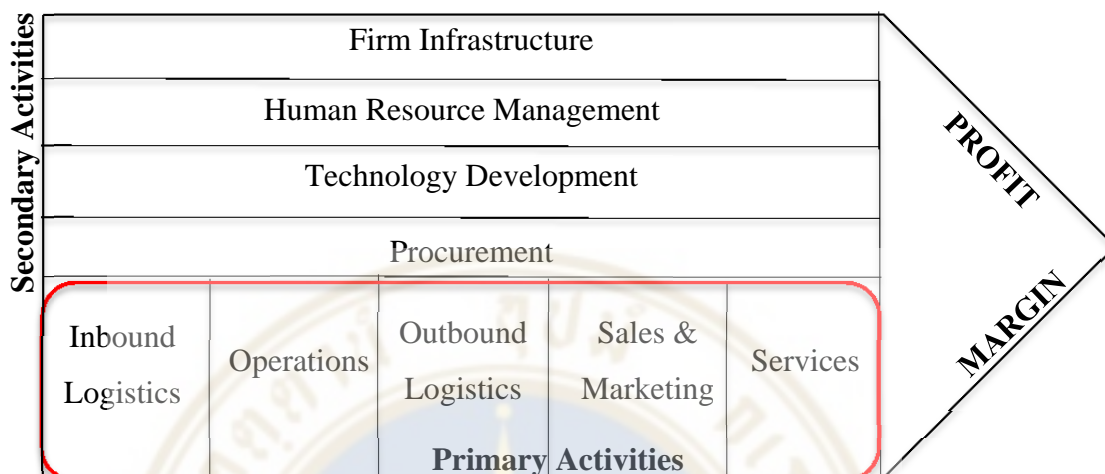 Secondary Activities
Firm Infrastructure
Human Resource Management
Technology Development
Procurement
Inbound
Logistics
Operations
Outbound
Logistics
Sales &
Marketing
Services
Primary Activities
PROFIT
MARGIN